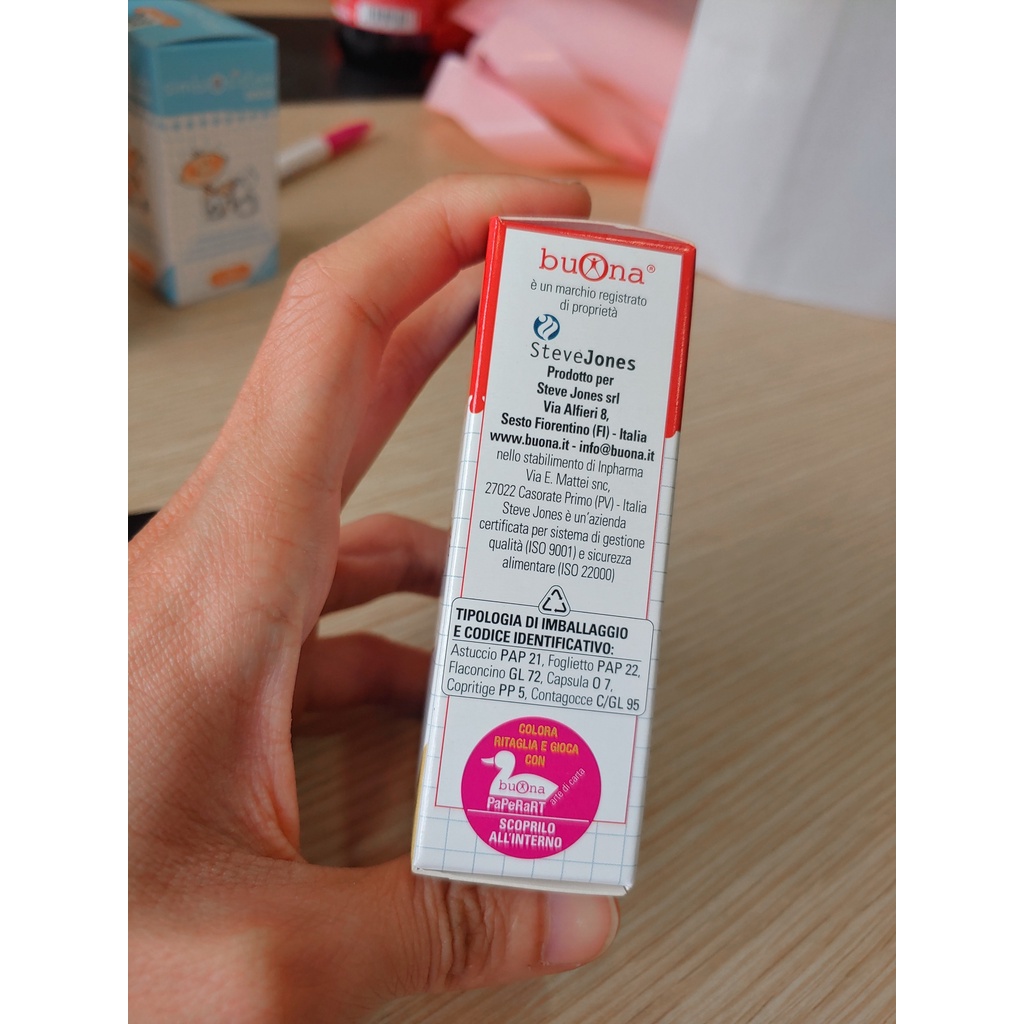 buOna®
è un marchio registrato
di proprietà
SteveJones
Prodotto per
Steve Jones srl
Via Alfieri 8,
Sesto Fiorentino (FI) - Italia
www.buona.it - info@buona.it
nello stabilimento di Inpharma
Via E. Mattei snc,
27022 Casorate Primo (PV) - Italia
Steve Jones è un'azienda
certificata per sistema di gestione
qualità (ISO 9001) e sicurezza
alimentare (ISO 22000)
TIPOLOGIA DI IMBALLAGGIO
E CODICE IDENTIFICATIVO:
Astuccio PAP 21, Foglietto PAP 22,
Flaconcino GL 72, Capsula O 7,
Copritige PP 5, Contagocce C/GL 95
COLORA
RITAGLIA E GIOCA
CON
buOna
PaPeRaRT
arte di carta
SCOPRILO
ALL'INTERNO